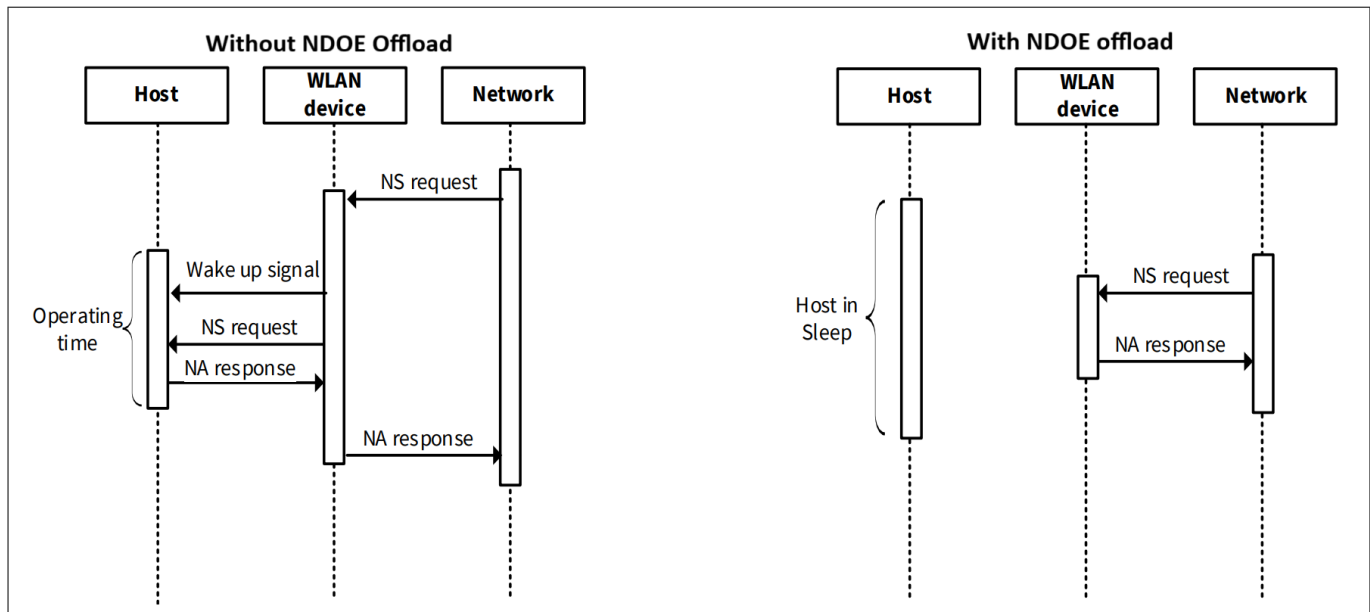 Without NDOE Offload
Host
WLAN
device
Network
NS request
Wake up signal
Operating
time
NS request
NA response
NA response
With NDOE offload
Host
WLAN
device
Network
NS request
Host in
Sleep
NA response